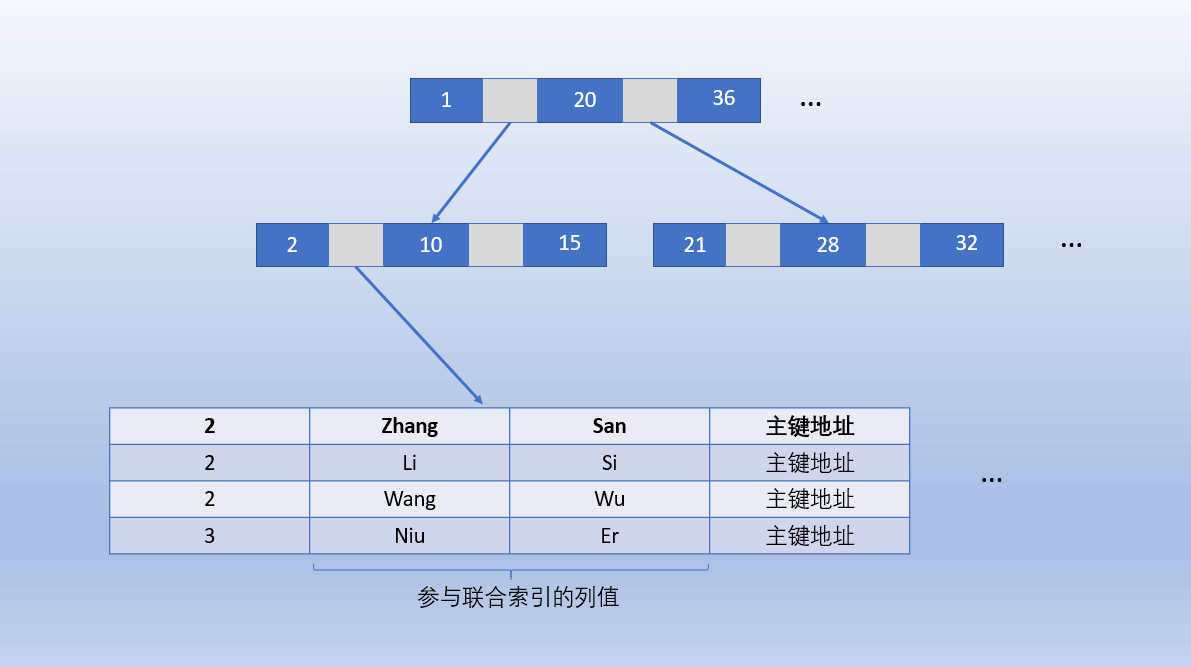 1 20 36 ...
2 10 15 21 28 32 ...
2 Zhang San 主键地址
2 Li Si 主键地址
2 Wang Wu 主键地址
3 Niu Er 主键地址
...
参与联合索引的列值